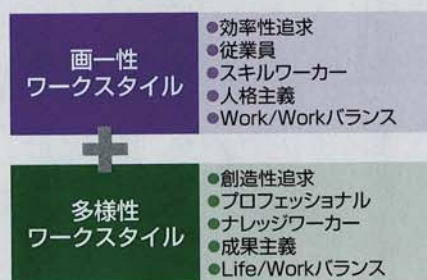 画一性
ワークスタイル
●効率性追求
●従業員
●スキルワーカー
●人格主義
●Work/Workバランス
多様性
ワークスタイル
●創造性追求
●プロフェッショナル
●ナレッジワーカー
●成果主義
●Life/Workバランス